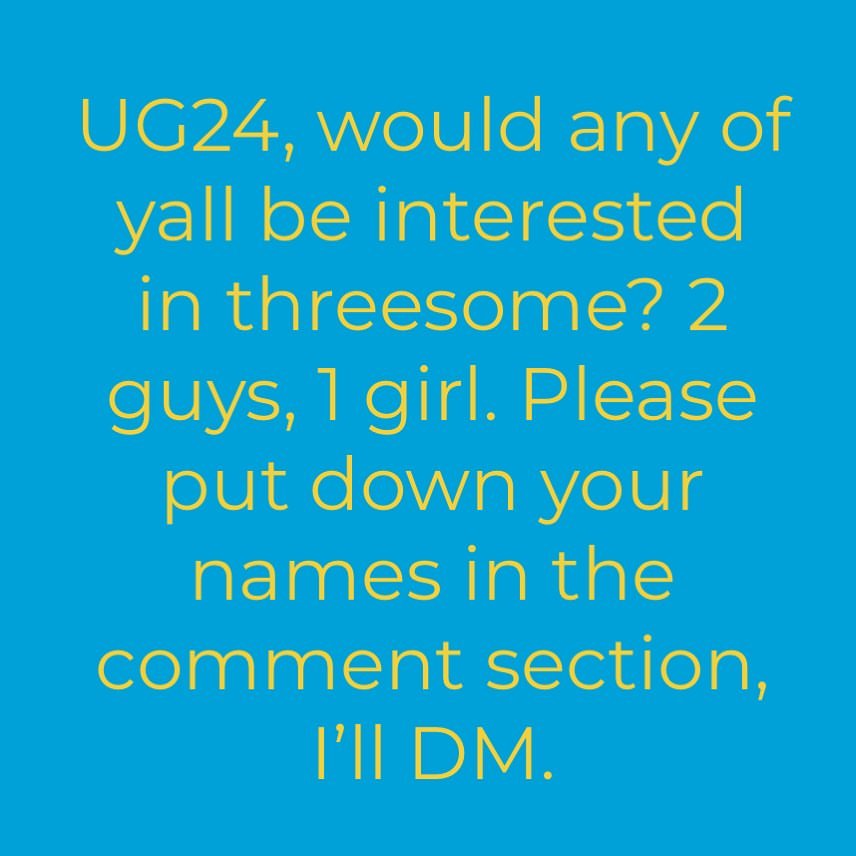 UG24, would any of
yall be interested
in threesome? 2
guys, 1 girl. Please
put down your
names in the
comment section,
I’ll DM.